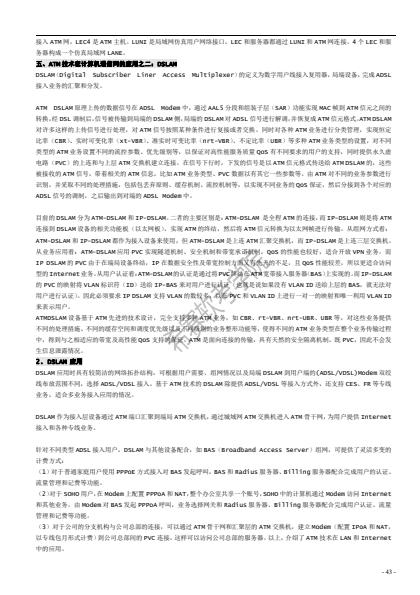 接入 ATM 网。LEC4 是 ATM 主机。LUNI 是局域网仿真用户网络接口。LEC 和服务器都通过 LUNI 和 ATM 网连接。4 个 LEC 和服
务器构成一个仿真局域网 LANE。
五、ATM 技术在计算机通信网的应用之二：DSLAM
DSLAM(Digital Subscriber Liner Access Multiplexer)的定义为数字用户线接入复用器，局端设备，完成 ADSL
接入业务的汇聚和分发。
ATM DSLAM 原理上传的数据信号在 ADSL Modem 中，通过 AAL5 分段和组装子层（SAR）功能实现 MAC 帧到 ATM 信元之间的
转换，经 DSL 调制后，信号被传输到局端的 DSLAM 侧，局端的 DSLAM 对 ADSL 信号进行解调，并恢复成 ATM 信元格式。ATM DSLAM
对许多这样的上传信号进行处理，对 ATM 信号按照某种条件进行复接或者交换，同时对各种 ATM 业务进行分类管理，实现恒定
比率（CBR）、实时可变比率（xt-VBR）、准实时可变比率（nrt-VBR）、不定比率（UBR）等多种 ATM 业务类型的设置，对不同
类型的 ATM 业务设置不同的流控参数、优先级别等，以保证对高性能服务质量 QoS 有不同要求的用户的支持，同时提供永久虚
电路（PVC）的上连和与上层 ATM 交换机建立连接。在信号下行时，下发的信号是以 ATM 信元格式传送给 ATM DSLAM 的，这些
被接收的 ATM 信号，带着相关的 ATM 信息，比如 ATM 业务类型、PVC 数据以有其它一些参数等。由 ATM 对不同的业务参数进行
识别，并采取不同的处理措施，包括包丢弃原则、缓存机制、流控机制等，以实现不同业务的 QoS 保证，然后分接到各个对应的
ADSL 信号的调制，之后输出到对端的 ADSL Modem 中。
目前的 DSLAM 分为 ATM-DSLAM 和 IP-DSLAM。二者的主要区别是：ATM-DSLAM 是全程 ATM 的连接，而 IP-DSLAM 则是将 ATM
连接到 DSLAM 设备的相关功能板（以太网板），实现 ATM 的终结，然后将 ATM 信元转换为以太网帧进行传输。从组网方式看：
ATM-DSLAM 和 IP-DSLAM 都作为接入设备来使用，但 ATM-DSLAM 是上连 ATM 汇聚交换机，而 IP-DSLAM 是上连三层交换机。
从业务应用看：ATM-DSLAM 应用 PVC 实现隧道机制、安全机制和带宽承诺机制，QoS 的性能也较好，适合开放 VPN 业务。而
IP DSLAM 的 PVC 由于在端局设备终结，IP 在数据安全性及带宽控制方面又有先天的不足，且 QoS 性能较差，所以更适合访问
型的 Internet 业务。从用户认证看：ATM-DSLAM 的认证是通过将 PVC 终结在 ATM 宽带接入服务器（BAS）上实现的。而 IP-DSLAM
的 PVC 的映射将 VLAN 标识符（ID）送给 IP-BAS 来对用户进行认证（也就是说如果没有 VLAN ID 送给上层的 BAS，就无法对
用户进行认证）。因此必须要求 IP DSLAM 支持 VLAN 的数位多，以在 PVC 和 VLAN ID 上进行一对一的映射和唯一利用 VLAN ID
来表示用户。
ATMDSLAM 设备基于 ATM 先进的技术设计，完全支持多种 ATM 业务，如 CBR、rt-VBR、nrt-UBR、UBR 等，对这些业务提供
不同的处理措施、不同的缓存空间和调度优先级以及不同级别的业务整形功能等，使得不同的 ATM 业务类型在整个业务传输过程
中，得到与之相适应的带宽及高性能 QoS 支持的保证。ATM 是面向连接的传输，具有天然的安全隔离机制，既 PVC，因此不会发
生信息泄露情况。
2．DSLAM 应用
DSLAM 应用时具有较简洁的网络拓扑结构，可根据用户需要、组网情况以及局端 DSLAM 到用户端的(ADSL/VDSL)Modem 双绞
线布放范围不同，选择 ADSL/VDSL 接入。基于 ATM 技术的 DSLAM 除提供 ADSL/VDSL 等接入方式外，还支持 CES、FR 等专线
业务，适合多业务接入应用的情况。
DSLAM 作为接入层设备通过 ATM 端口汇聚到端局 ATM 交换机，通过城域网 ATM 交换机进入 ATM 骨干网，为用户提供 Internet
接入和各种专线业务。
针对不同类型 ADSL 接入用户，DSLAM 与其他设备配合，如 BAS（Broadband Access Server）组网，可提供了灵活多变的
计费方式：
（1）对于普通家庭用户使用 PPPOE 方式接入对 BAS 发起呼叫，BAS 和 Radius 服务器、Billing 服务器配合完成用户的认证、
流量管理和记费等功能。
（2）对于 SOHO 用户，在 Modem 上配置 PPPoA 和 NAT，整个办公室共享一个账号，SOHO 中的计算机通过 Modem 访问 Internet
和其他业务，由 Modem 对 BAS 发起 PPPoA 呼叫，业务选择网关和 Radius 服务器、Billing 服务器配合完成用户认证、流量
管理和记费等功能。
（3）对于公司的分支机构与公司总部的连接，可以通过 ATM 骨干网和汇聚层的 ATM 交换机，建立 Modem（配置 IPoA 和 NAT，
以专线包月形式计费）到公司总部间的 PVC 连接，这样可以访问公司总部的服务器。以上，介绍了 ATM 技术在 LAN 和 Internet
中的应用。
- 43 -